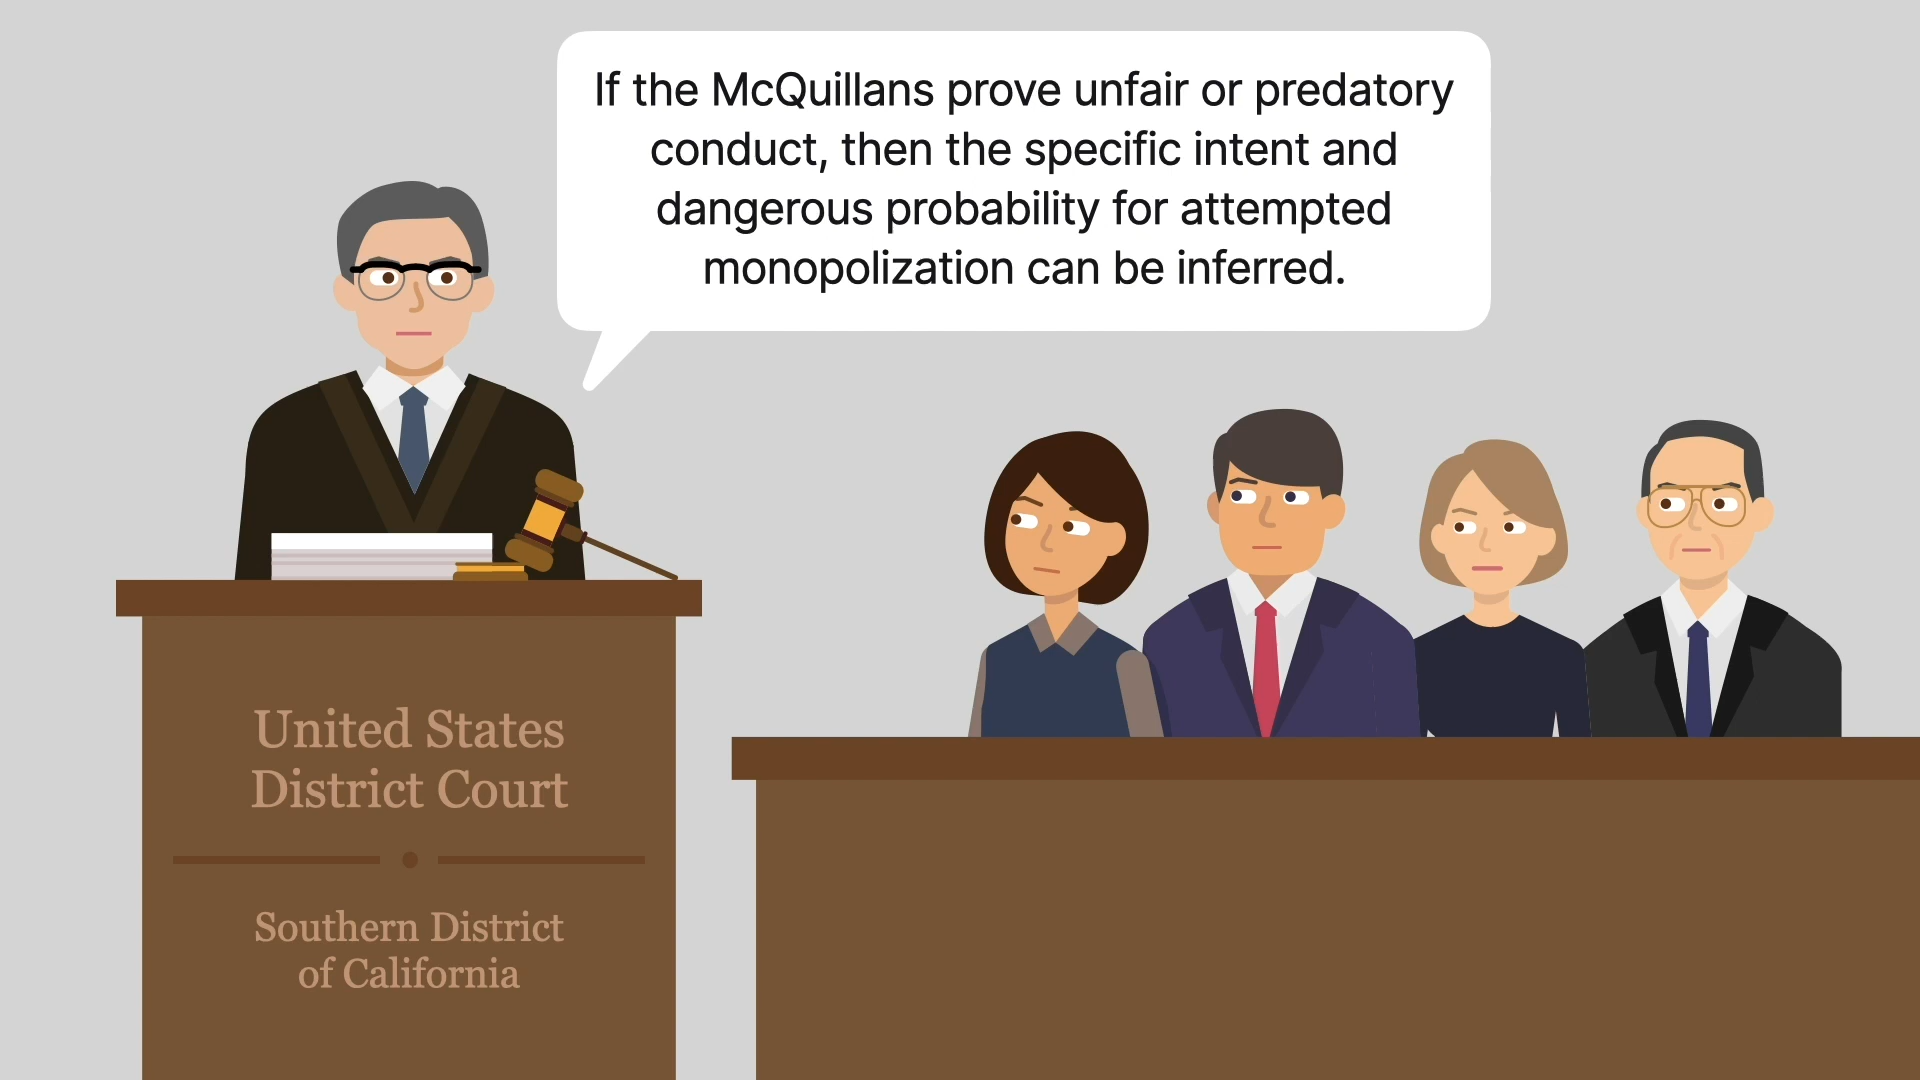 If the McQuillans prove unfair or predatory
conduct, then the specific intent and
dangerous probability for attempted
monopolization can be inferred.
United States
District Court
Southern District
of California